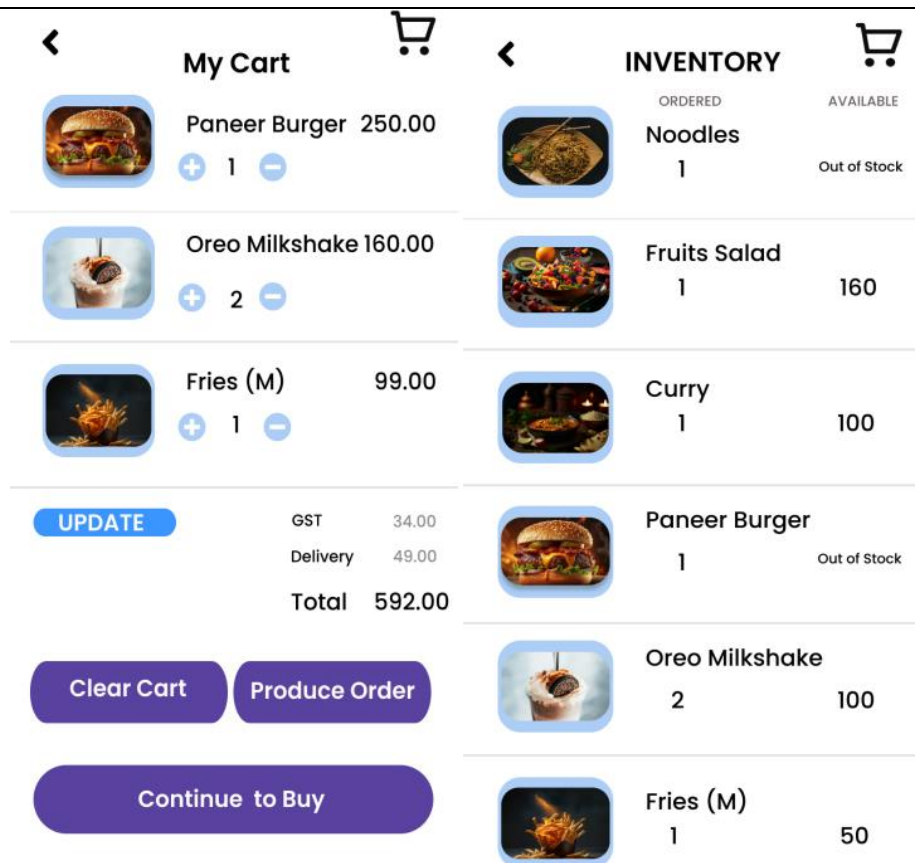 My Cart
Paneer Burger 250.00
1
Oreo Milkshake 160.00
2
Fries (M) 99.00
1
UPDATE
GST 34.00
Delivery 49.00
Total 592.00
Clear Cart
Produce Order
Continue to Buy
INVENTORY
ORDERED AVAILABLE
Noodles
1 Out of Stock
Fruits Salad
1 160
Curry
1 100
Paneer Burger
1 Out of Stock
Oreo Milkshake
2 100
Fries (M)
1 50